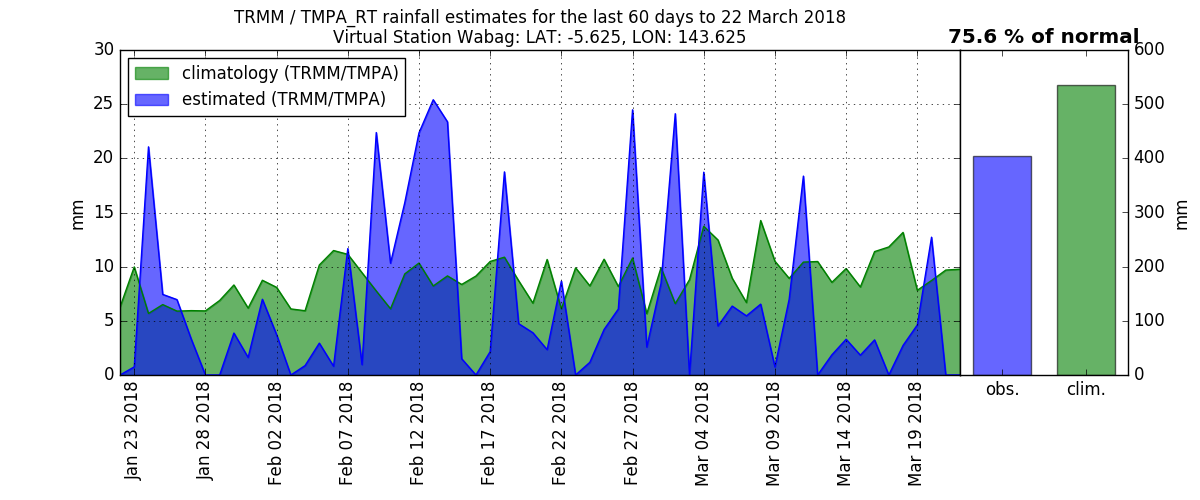 TRMM / TMPA_RT rainfall estimates for the last 60 days to 22 March 2018
Virtual Station Wabag: LAT: -5.625, LON: 143.625
75.6 % of normal
climatology (TRMM/TMPA)
estimated (TRMM/TMPA)
30
25
20
15
10
5
0
mm
Jan 23 2018
Jan 28 2018
Feb 02 2018
Feb 07 2018
Feb 12 2018
Feb 17 2018
Feb 22 2018
Feb 27 2018
Mar 04 2018
Mar 09 2018
Mar 14 2018
Mar 19 2018
obs.
clim.
600
500
400
300
200
100
0
mm